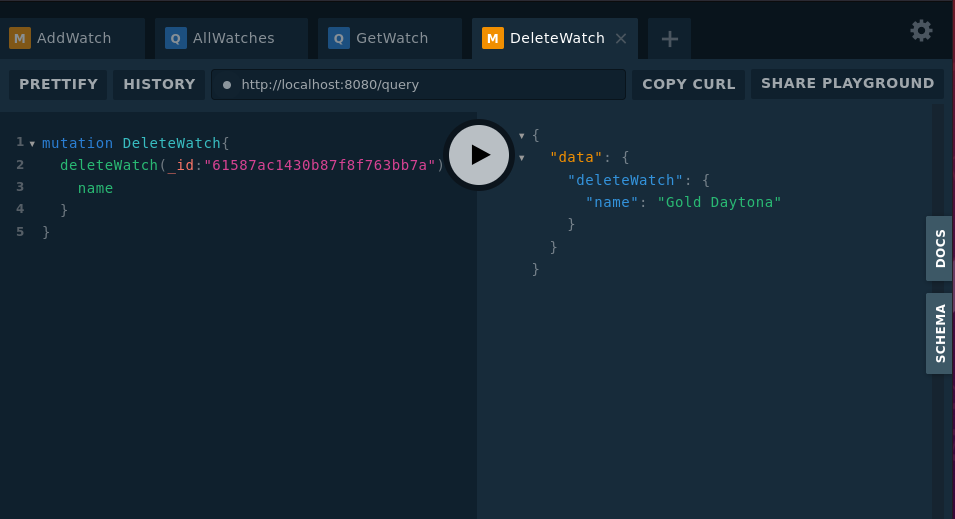 M AddWatch Q AllWatches Q GetWatch M DeleteWatch × +
PRETTIFY HISTORY http://localhost:8080/query COPY CURL SHARE PLAYGROUND
1 mutation DeleteWatch{
2 deleteWatch(_id:"61587ac1430b87f8f763bb7a")
3 name
4 }
5 }
{
"data": {
"deleteWatch": {
"name": "Gold Daytona"
}
}
}
DOCS
SCHEMA